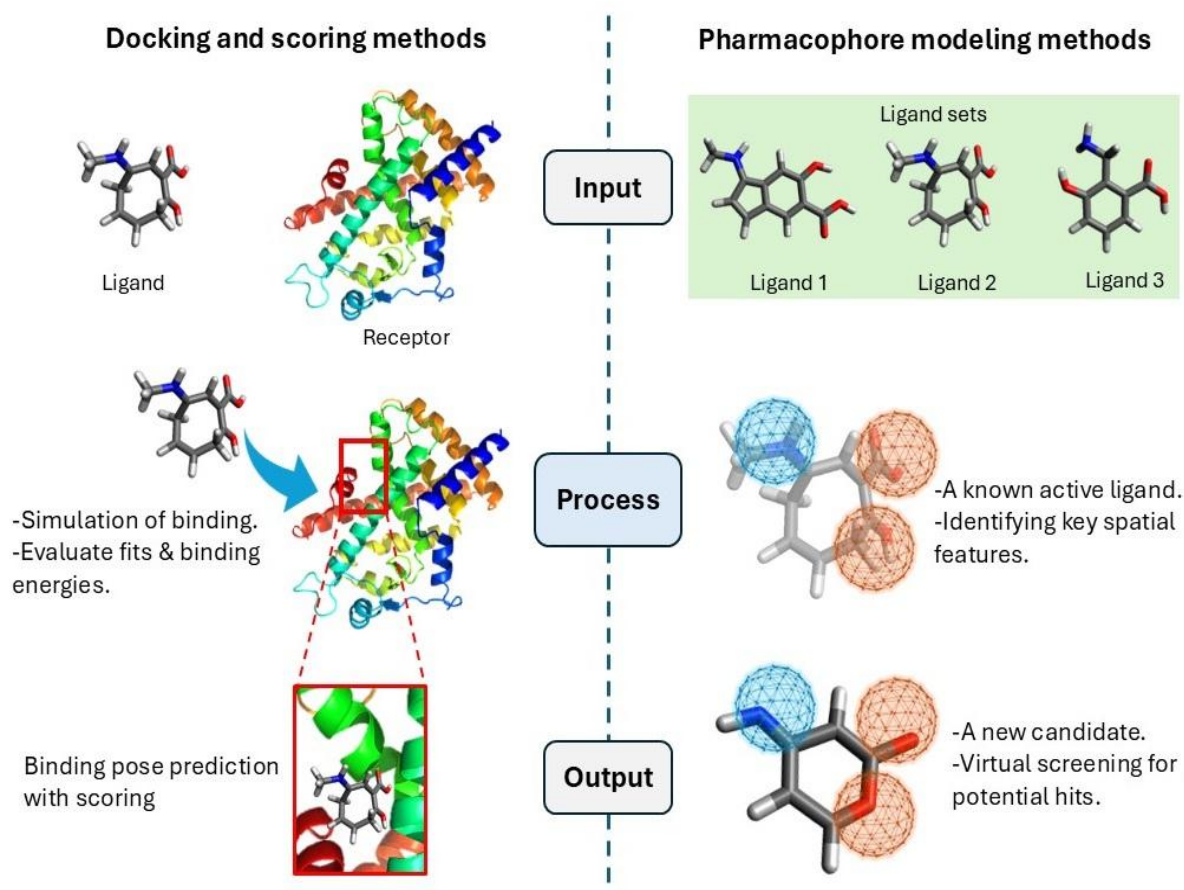 Docking and scoring methods
Pharmacophore modeling methods
Ligand
Receptor
Input
Ligand sets
Ligand 1
Ligand 2
Ligand 3
-Simulation of binding.
-Evaluate fits & binding
energies.
Process
-A known active ligand.
-Identifying key spatial
features.
Binding pose prediction
with scoring
Output
-A new candidate.
-Virtual screening for
potential hits.